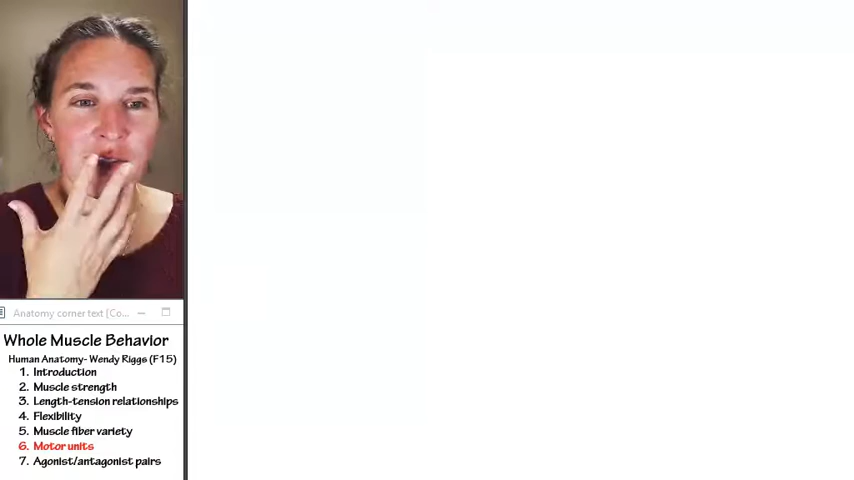 Anatomy corner text [Co...
Whole Muscle Behavior
Human Anatomy- Wendy Riggs (F15)
1. Introduction
2. Muscle strength
3. Length-tension relationships
4. Flexibility
5. Muscle fiber variety
6. Motor units
7. Agonist/antagonist pairs